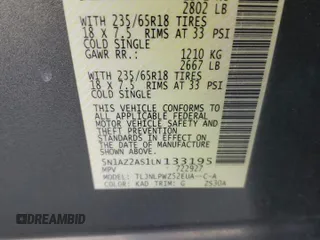 2802 LB
WITH 235/65R18 TIRES
18 X 7.5 RIMS AT 33 PSI
COLD SINGLE
GAWR RR.: 1210 KG
2667 LB
WITH 235/65R18 TIRES
18 X 7.5 RIMS AT 33 PSI
COLD SINGLE
THIS VEHICLE CONFORMS TO ALL
APPLICABLE FEDERAL
MOTOR VEHICLE SAFETY, BUMPER,
AND THEFT PREVENTION STANDARDS
IN EFFECT ON THE DATE OF
MANUFACTURE SHOWN ABOVE.
5N1AZ2AS1LN133195
MPV 722927
MODEL: TL3NLPWZ52EUA--C-A
COLOR: KAD TRIM: G 2530A